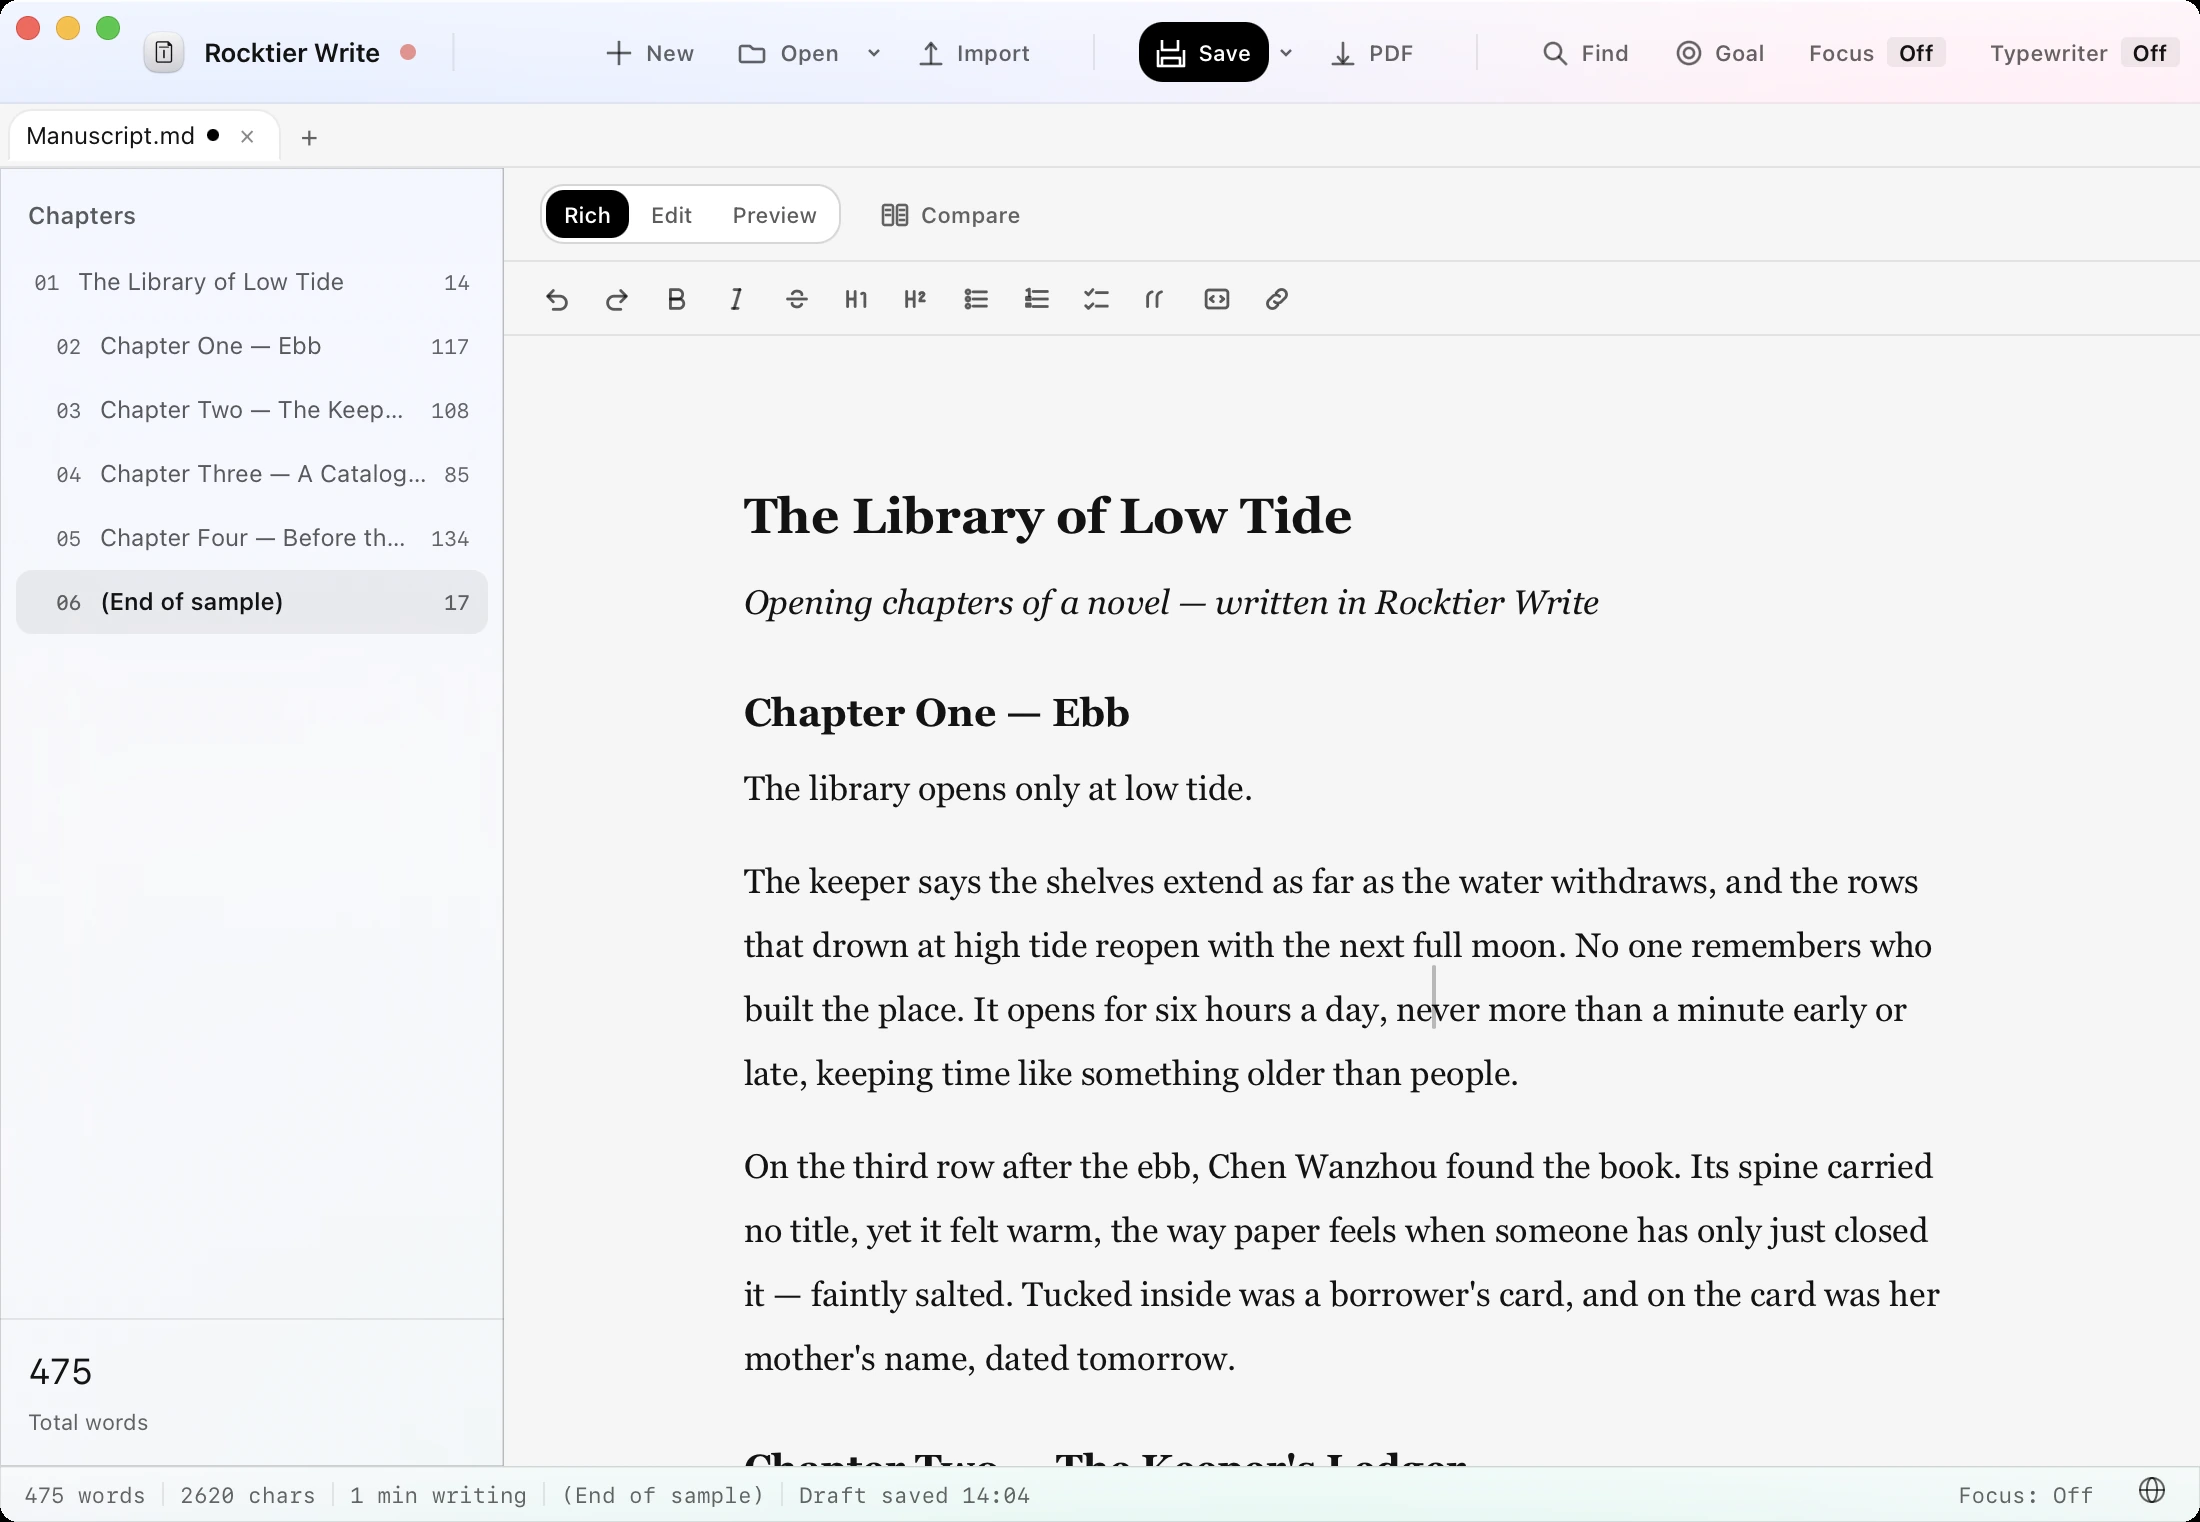 Rocktier Write
New
Open
Import
Save
PDF
Find
Goal
Focus Off
Typewriter Off
Manuscript.md
Chapters
01 The Library of Low Tide 14
02 Chapter One — Ebb 117
03 Chapter Two — The Keep... 108
04 Chapter Three — A Catalog... 85
05 Chapter Four — Before th... 134
06 (End of sample) 17
475
Total words
Rich
Edit
Preview
Compare
B I S H1 H2
The Library of Low Tide
Opening chapters of a novel — written in Rocktier Write
Chapter One — Ebb
The library opens only at low tide.
The keeper says the shelves extend as far as the water withdraws, and the rows
that drown at high tide reopen with the next full moon. No one remembers who
built the place. It opens for six hours a day, never more than a minute early or
late, keeping time like something older than people.
On the third row after the ebb, Chen Wanzhou found the book. Its spine carried
no title, yet it felt warm, the way paper feels when someone has only just closed
it — faintly salted. Tucked inside was a borrower's card, and on the card was her
mother's name, dated tomorrow.
Chapter Two — The Keeper's Ledger
475 words
2620 chars
1 min writing
(End of sample)
Draft saved 14:04
Focus: Off